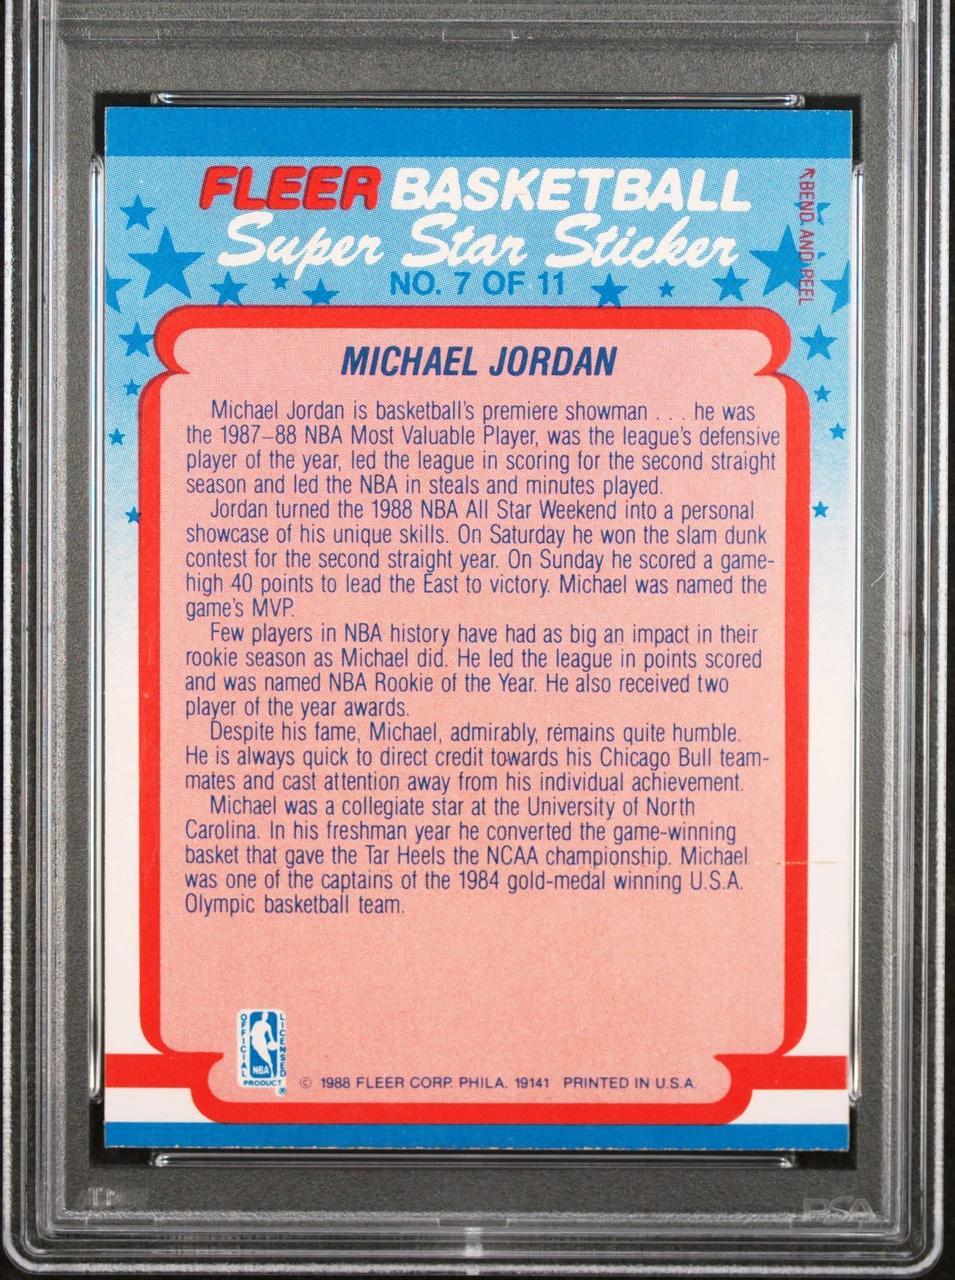 FLEER BASKETBALL
Super Star Sticker
NO. 7 OF 11
BEND AND PEEL
MICHAEL JORDAN
Michael Jordan is basketball's premiere showman . . . he was
the 1987–88 NBA Most Valuable Player, was the league's defensive
player of the year, led the league in scoring for the second straight
season and led the NBA in steals and minutes played.
Jordan turned the 1988 NBA All Star Weekend into a personal
showcase of his unique skills. On Saturday he won the slam dunk
contest for the second straight year. On Sunday he scored a game-
high 40 points to lead the East to victory. Michael was named the
game's MVP.
Few players in NBA history have had as big an impact in their
rookie season as Michael did. He led the league in points scored
and was named NBA Rookie of the Year. He also received two
player of the year awards.
Despite his fame, Michael, admirably, remains quite humble.
He is always quick to direct credit towards his Chicago Bull team-
mates and cast attention away from his individual achievement.
Michael was a collegiate star at the University of North
Carolina. In his freshman year he converted the game-winning
basket that gave the Tar Heels the NCAA championship. Michael
was one of the captains of the 1984 gold-medal winning U.S.A.
Olympic basketball team.
OFFICIAL
LICENSED
NBA
PRODUCT ®
© 1988 FLEER CORP. PHILA. 19141 PRINTED IN U.S.A.
PSA